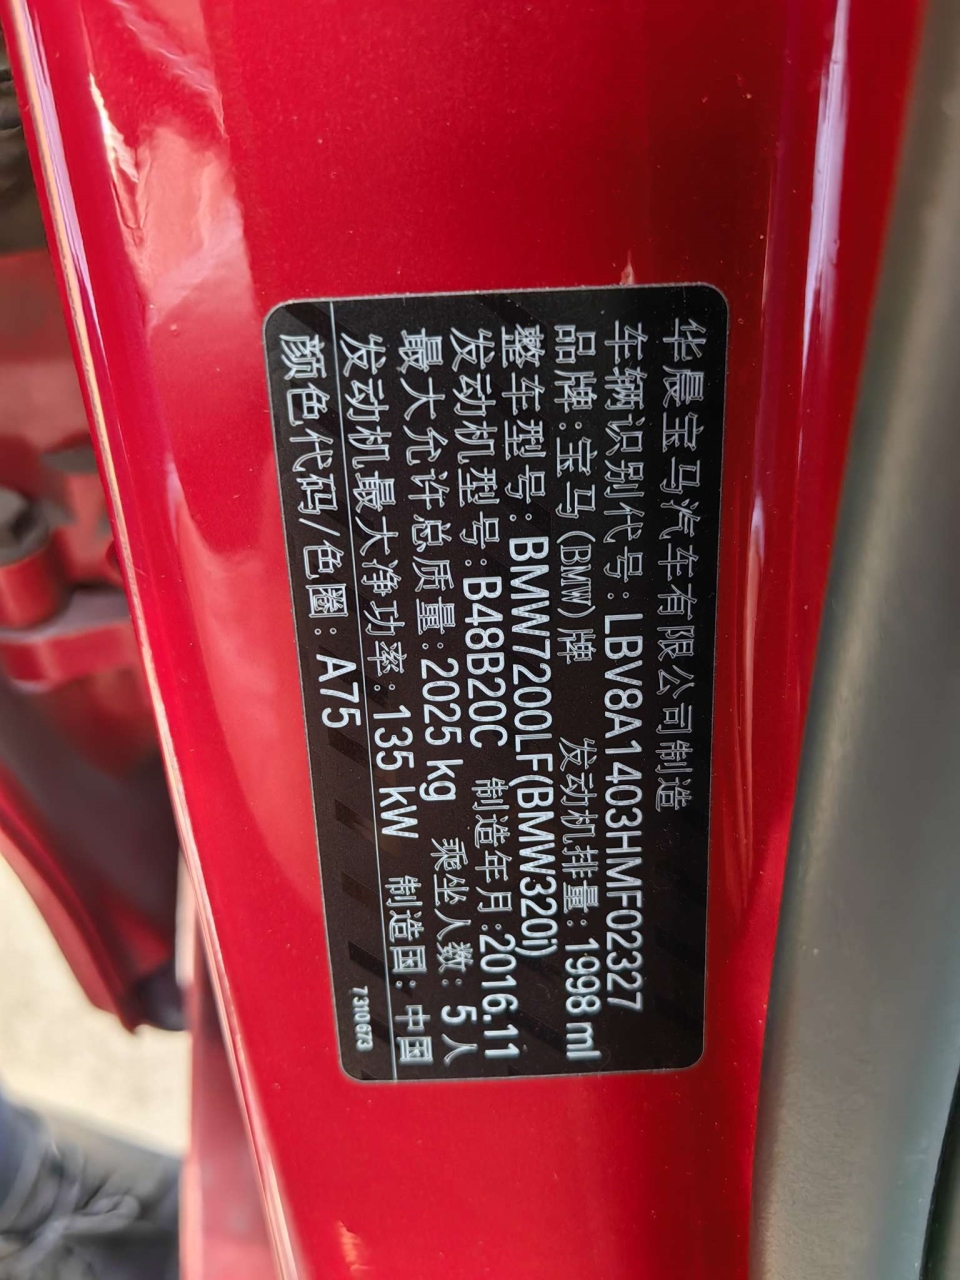 华晨宝马汽车有限公司制造
车辆识别代号:LBV8A1403HMF02327
品牌:宝马(BMW)牌 发动机排量:1998 ml
整车型号:BMW7200LF(BMW320i)
发动机型号:B48B20C 制造年月:2016.11
最大允许总质量:2025 kg 乘坐人数:5人
发动机最大净功率:135 kW 制造国:中国
颜色代码/色圈:A75 7310673